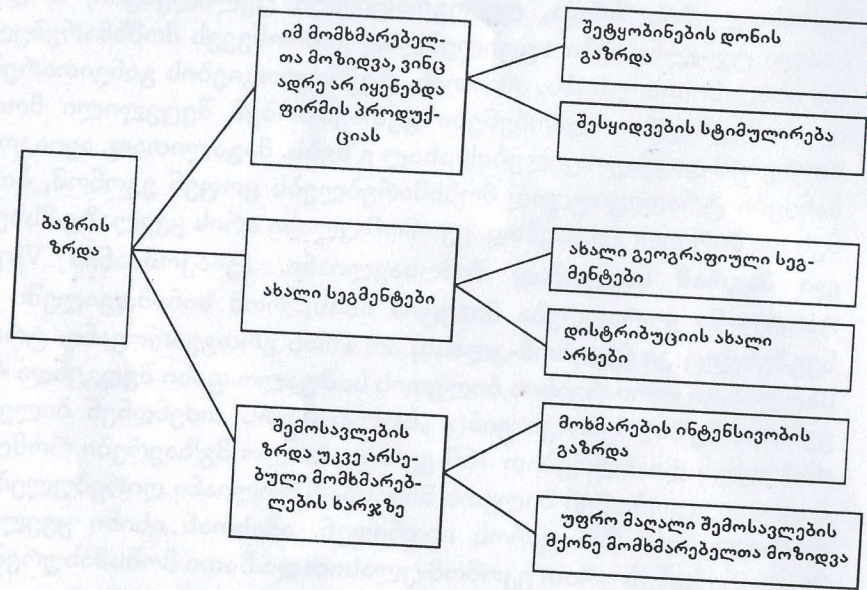 ბაზრის
ზრდა
იმ მომხმარებელ-
თა მოზიდვა, ვინც
ადრე არ იყენებდა
ფირმის პროდუქ-
ციას
შეტყობინების დონის
გაზრდა
შესყიდვების სტიმულირება
ახალი სეგმენტები
ახალი გეოგრაფიული სეგ-
მენტები
დისტრიბუციის ახალი
არხები
შემოსავლების
ზრდა უკვე არსე-
ბული მომხმარებ-
ლების ხარჯზე
მოხმარების ინტენსივობის
გაზრდა
უფრო მაღალი შემოსავლების
მქონე მომხმარებელთა მოზიდვა